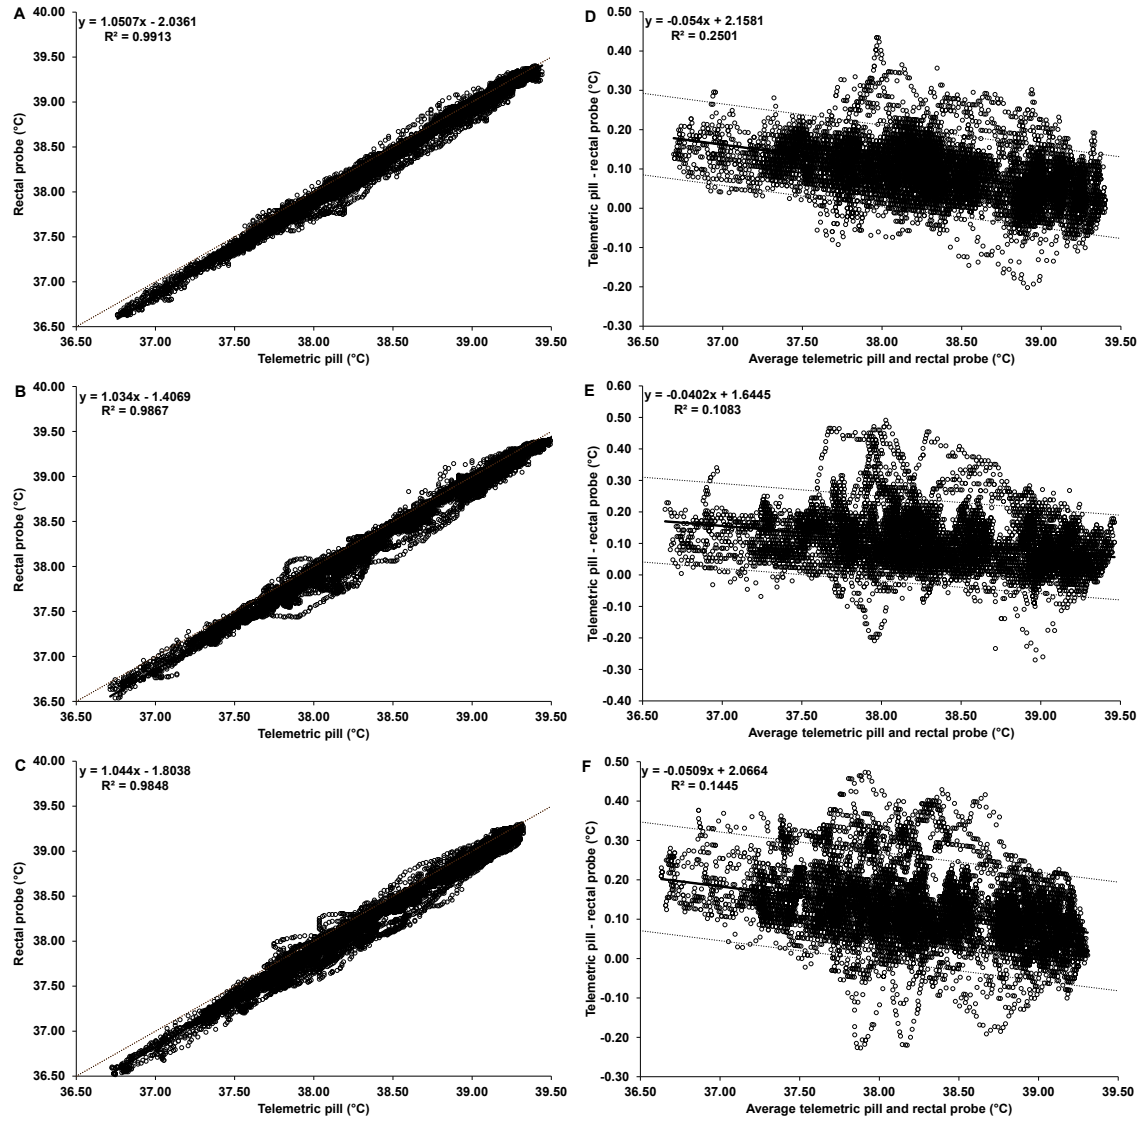 A
y = 1.0507x - 2.0361
R² = 0.9913
Rectal probe (°C)
40.00
39.50
39.00
38.50
38.00
37.50
37.00
36.50
36.50 37.00 37.50 38.00 38.50 39.00 39.50
Telemetric pill (°C)
D
y = -0.054x + 2.1581
R² = 0.2501
Telemetric pill - rectal probe (°C)
0.50
0.40
0.30
0.20
0.10
0.00
-0.10
-0.20
-0.30
36.50 37.00 37.50 38.00 38.50 39.00 39.50
Average telemetric pill and rectal probe (°C)
B
y = 1.034x - 1.4069
R² = 0.9867
Rectal probe (°C)
40.00
39.50
39.00
38.50
38.00
37.50
37.00
36.50
36.50 37.00 37.50 38.00 38.50 39.00 39.50
Telemetric pill (°C)
E
y = -0.0402x + 1.6445
R² = 0.1083
Telemetric pill - rectal probe (°C)
0.60
0.50
0.40
0.30
0.20
0.10
0.00
-0.10
-0.20
-0.30
-0.40
36.50 37.00 37.50 38.00 38.50 39.00 39.50
Average telemetric pill and rectal probe (°C)
C
y = 1.044x - 1.8038
R² = 0.9848
Rectal probe (°C)
40.00
39.50
39.00
38.50
38.00
37.50
37.00
36.50
36.50 37.00 37.50 38.00 38.50 39.00 39.50
Telemetric pill (°C)
F
y = -0.0509x + 2.0664
R² = 0.1445
Telemetric pill - rectal probe (°C)
0.50
0.40
0.30
0.20
0.10
0.00
-0.10
-0.20
-0.30
36.50 37.00 37.50 38.00 38.50 39.00 39.50
Average telemetric pill and rectal probe (°C)